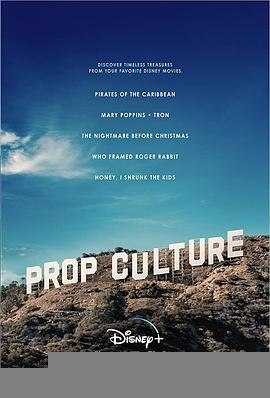 DISCOVER TIMELESS TREASURES
FROM YOUR FAVORITE DISNEY MOVIES.
PIRATES OF THE CARIBBEAN
MARY POPPINS • TRON
THE NIGHTMARE BEFORE CHRISTMAS
WHO FRAMED ROGER RABBIT
HONEY, I SHRUNK THE KIDS
PROP CULTURE
Disney+